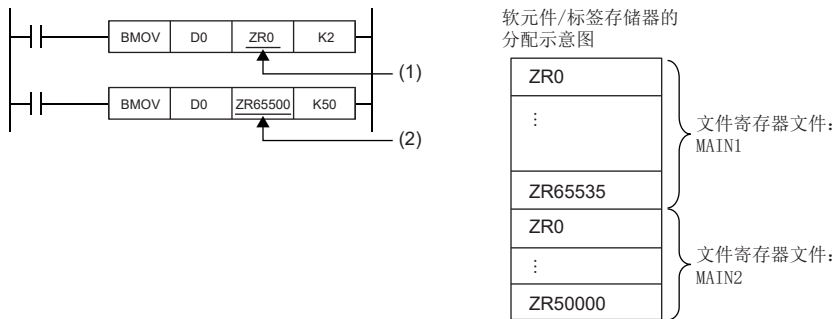 BMOV D0 ZR0 K2
(1)
BMOV D0 ZR65500 K50
(2)
软元件/标签存储器的
分配示意图
ZR0
⋮
ZR65535
ZR0
⋮
ZR50000
文件寄存器文件:
MAIN1
文件寄存器文件:
MAIN2